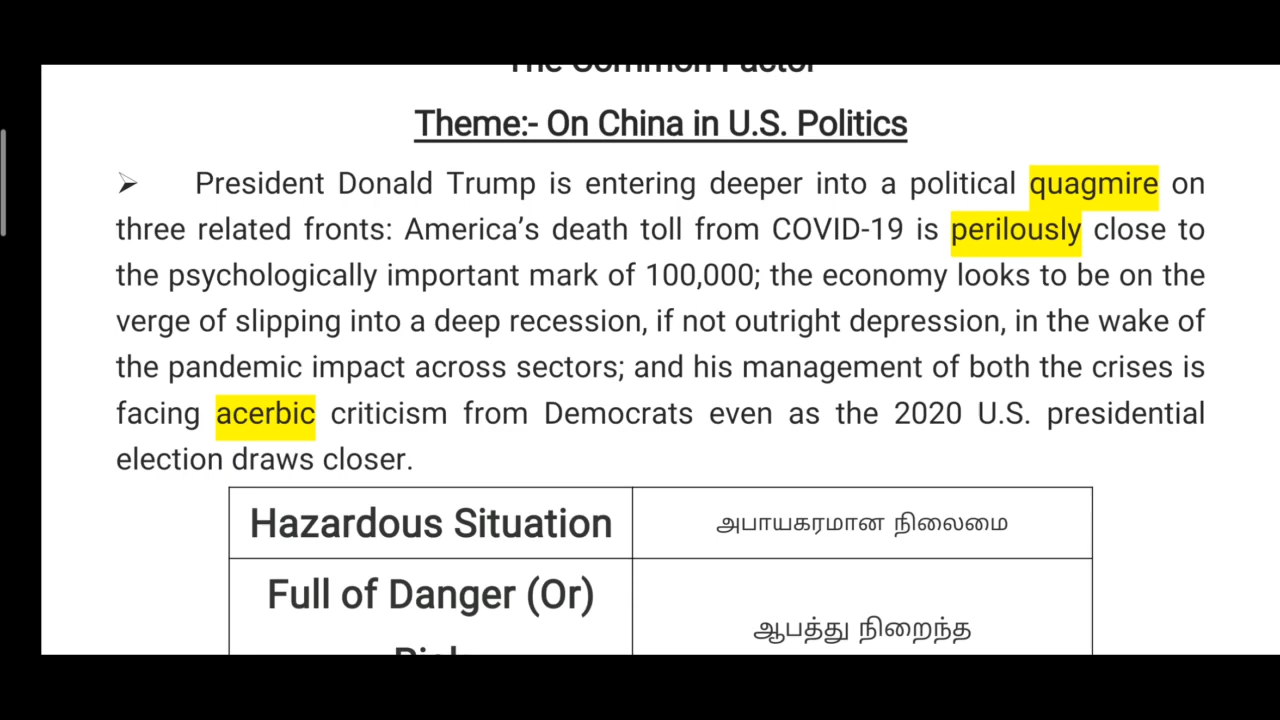 The Common Factor
Theme:- On China in U.S. Politics
➢ President Donald Trump is entering deeper into a political quagmire on
three related fronts: America’s death toll from COVID-19 is perilously close to
the psychologically important mark of 100,000; the economy looks to be on the
verge of slipping into a deep recession, if not outright depression, in the wake of
the pandemic impact across sectors; and his management of both the crises is
facing acerbic criticism from Democrats even as the 2020 U.S. presidential
election draws closer.
Hazardous Situation
அபாயகரமான நிலைமை
Full of Danger (Or)
ஆபத்து நிறைந்த